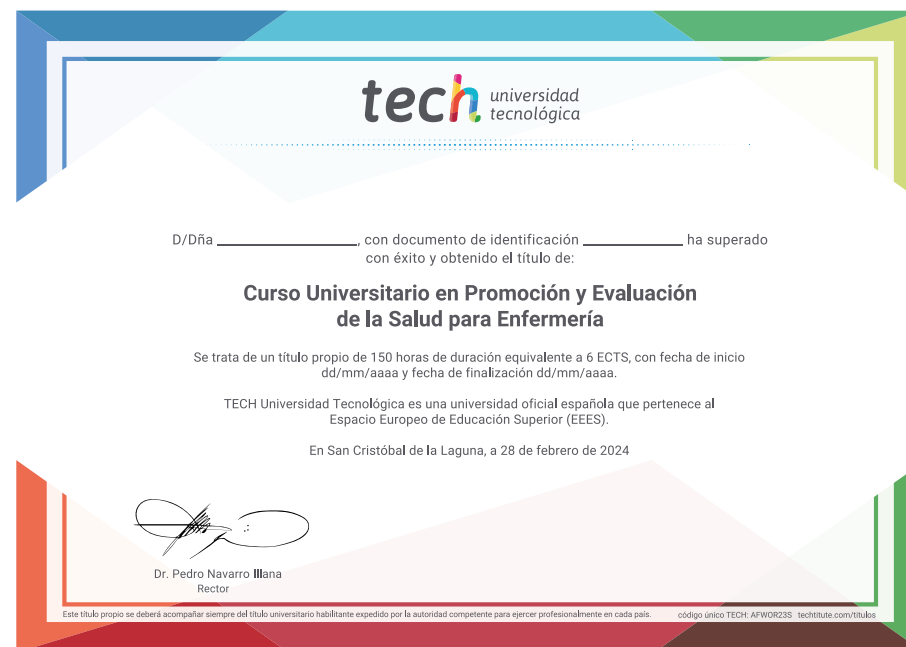 tech universidad
tecnológica
D/Dña ____________, con documento de identificación ____________ ha superado
con éxito y obtenido el título de:
Curso Universitario en Promoción y Evaluación
de la Salud para Enfermería
Se trata de un título propio de 150 horas de duración equivalente a 6 ECTS, con fecha de inicio
dd/mm/aaaa y fecha de finalización dd/mm/aaaa.
TECH Universidad Tecnológica es una universidad oficial española que pertenece al
Espacio Europeo de Educación Superior (EEES).
En San Cristóbal de la Laguna, a 28 de febrero de 2024
Dr. Pedro Navarro Illana
Rector
Este título propio se deberá acompañar siempre del título universitario habilitante expedido por la autoridad competente para ejercer profesionalmente en cada país. código único TECH: AFWOR23S techtitute.com/titulos